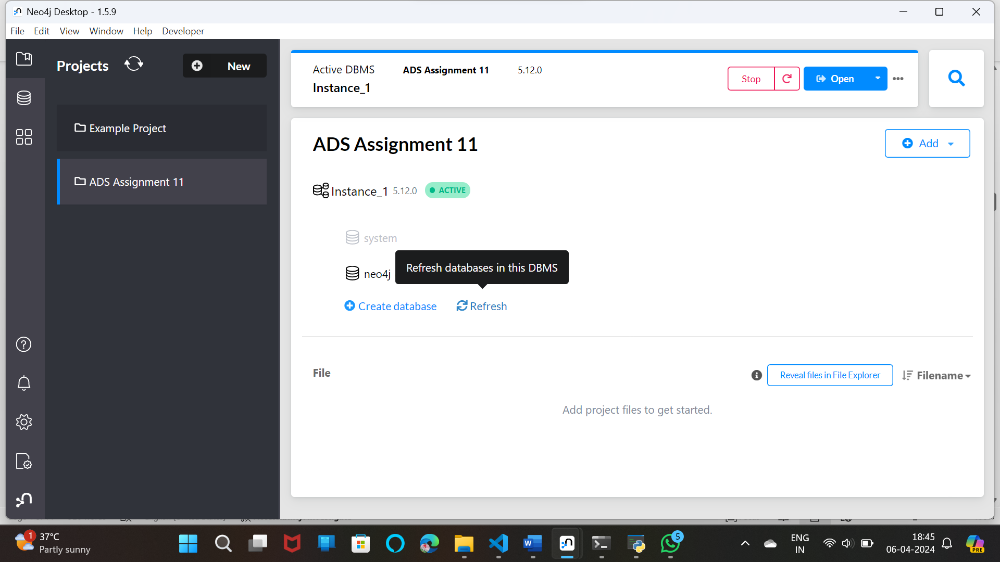 Neo4j Desktop - 1.5.9
File Edit View Window Help Developer
Projects
New
Example Project
ADS Assignment 11
Active DBMS
Instance_1
ADS Assignment 11
5.12.0
Stop
Open
ADS Assignment 11
Add
Instance_1 5.12.0 ACTIVE
system
Refresh databases in this DBMS
neo4j
Create database
Refresh
File
Reveal files in File Explorer
Filename
Add project files to get started.
1
37°C
Partly sunny
5
ENG
IN
18:45
06-04-2024
PRE